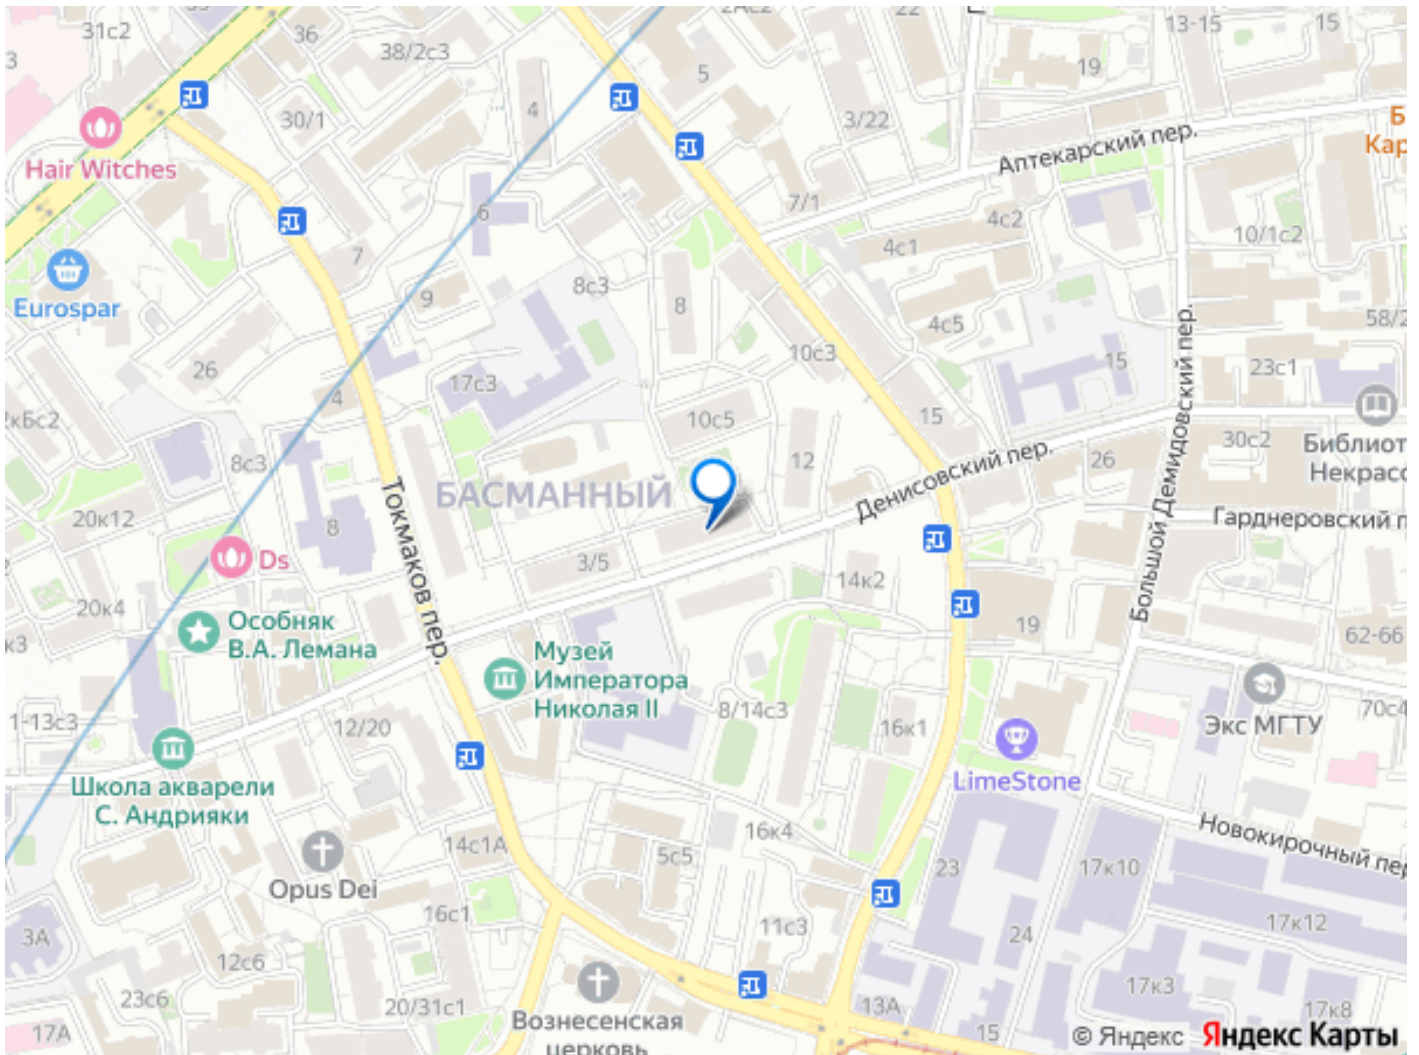 31с2
36
38/2с3
2Ас2
22
13-15
15
3
5
19
Hair Witches
30/1
4
3/22
Аптекарский пер.
7/1
4с2
6
4с1
10/1с2
7
9
8с3
8
4с5
58/2
Eurospar
26
17с3
10с3
15
23с1
4
10с5
15
2кБс2
8с3
30с2
Библиот
Некрасо
12
26
Денисовский пер.
Большой Демидовский пер.
БАСМАННЫЙ
Токмаков пер.
20к12
8
Гарднеровский п
Ds
3/5
14к2
20к4
Особняк
В.А. Лемана
19
62-66
к3
Музей
Императора
Николая II
1-13с3
12/20
8/14с3
16к1
Экс МГТУ
70с4
Школа акварели
С. Андрияки
LimeStone
Новокирочный пер
14с1А
16к4
5с5
23
17к10
Opus Dei
16с1
11с3
17к12
3А
24
12с6
23с6
20/31с1
17к3
17к8
17А
Вознесенская
церковь
13А
15
© Яндекс Яндекс Карты